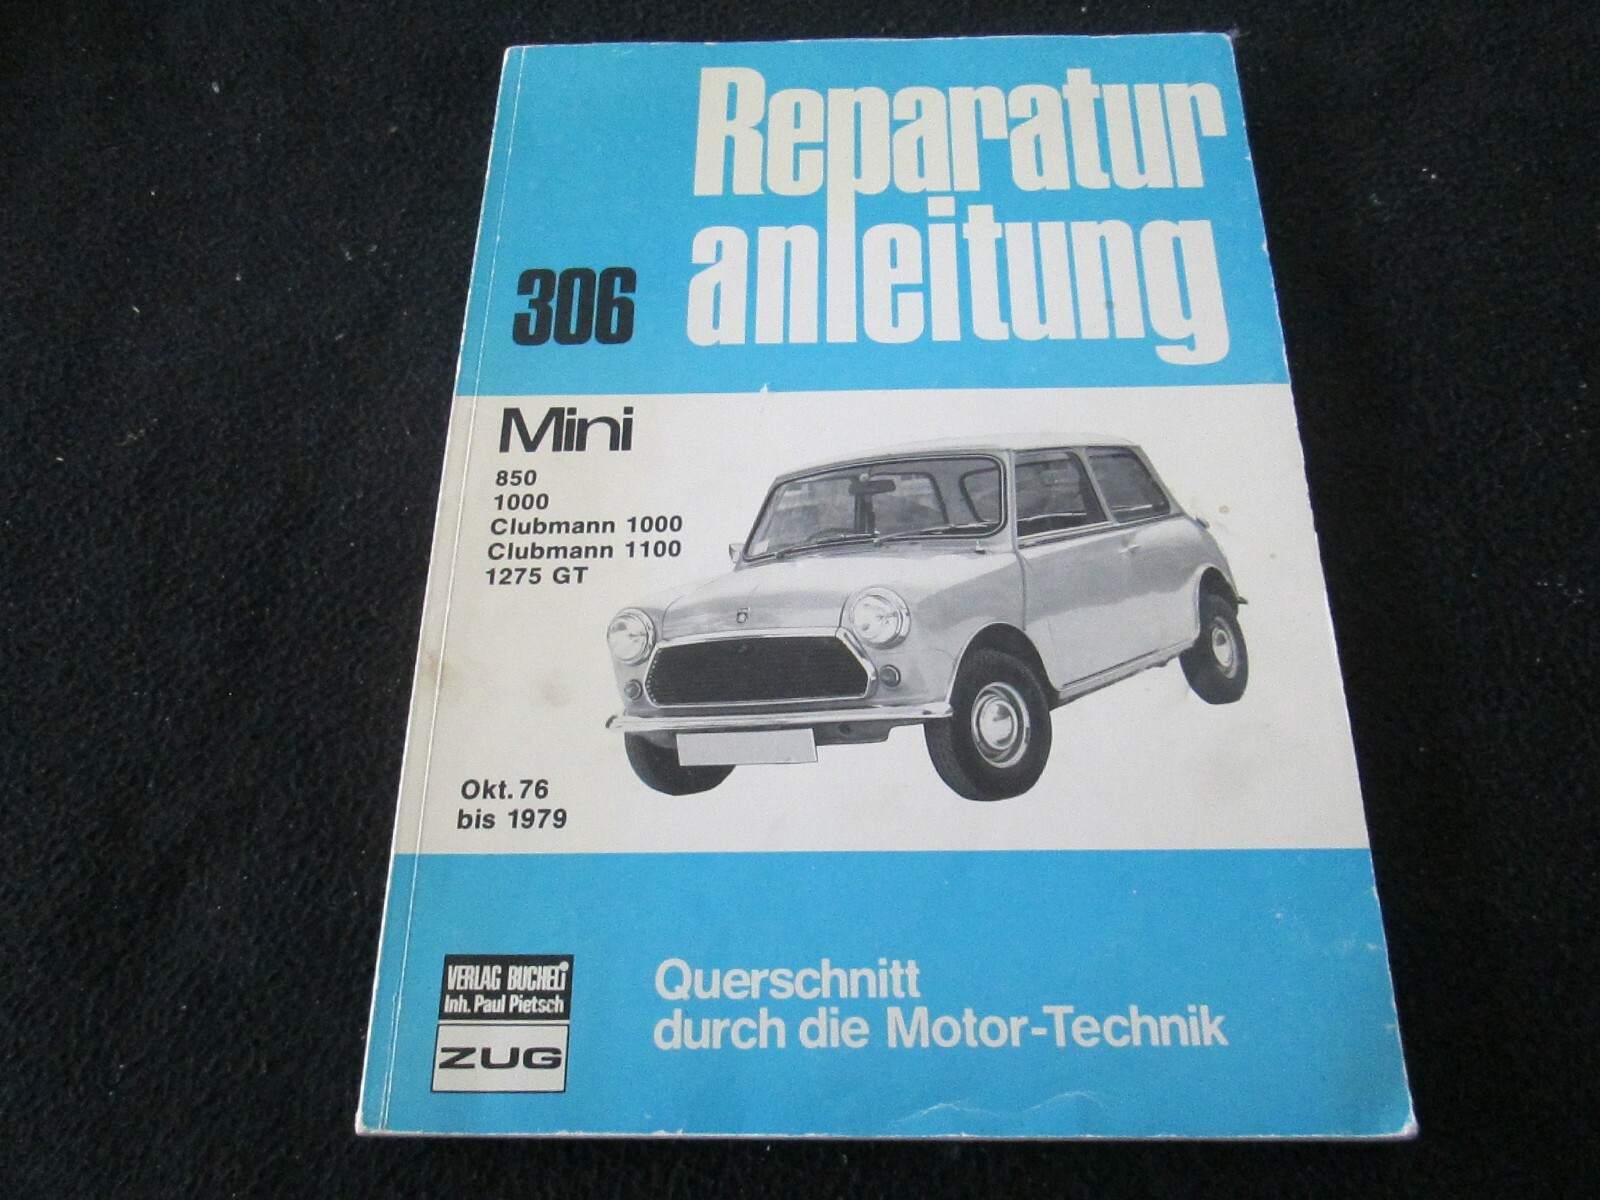 Reparatur
anleitung
306
Mini
850
1000
Clubmann 1000
Clubmann 1100
1275 GT
Okt. 76
bis 1979
VERLAG BUCHELI
Inh. Paul Pietsch
ZUG
Querschnitt
durch die Motor-Technik